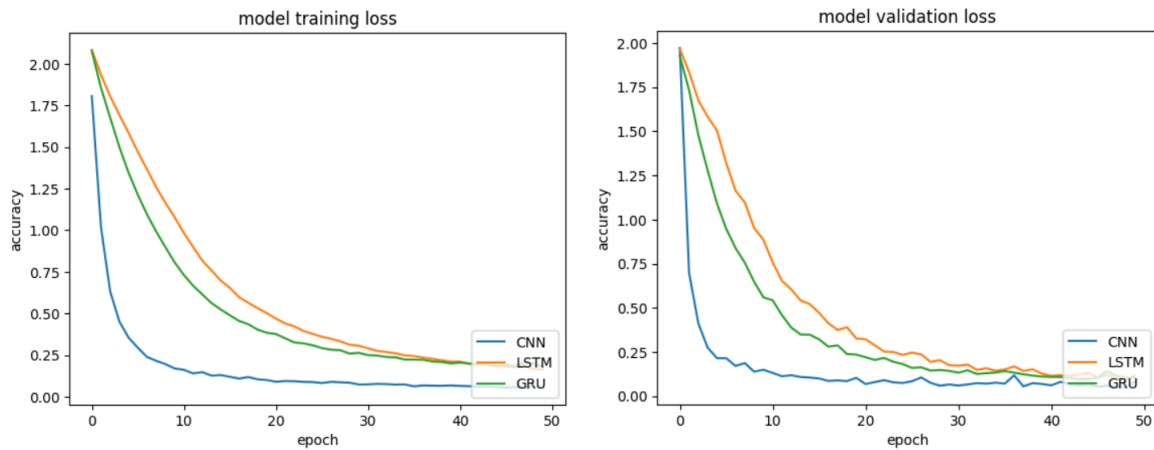 model training loss
accuracy
2.00
1.75
1.50
1.25
1.00
0.75
0.50
0.25
0.00
CNN
LSTM
GRU
0 10 20 30 40 50
epoch
model validation loss
accuracy
2.00
1.75
1.50
1.25
1.00
0.75
0.50
0.25
0.00
CNN
LSTM
GRU
0 10 20 30 40 50
epoch